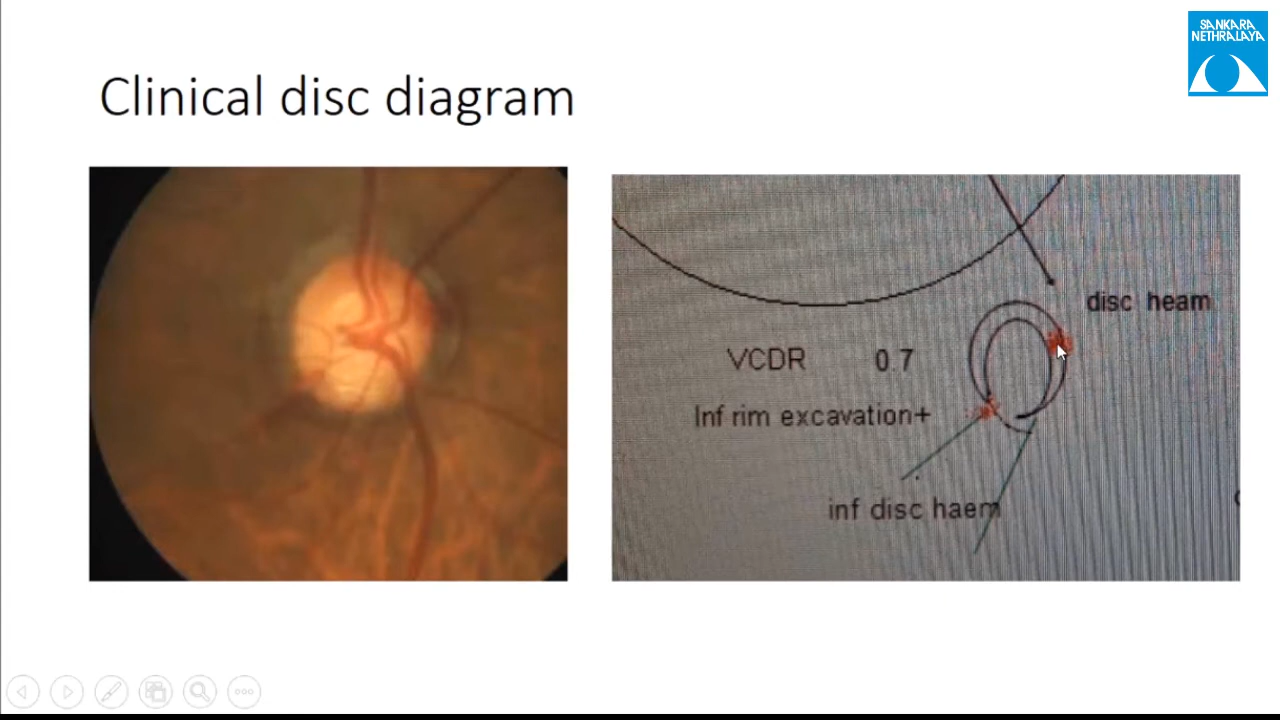 SANKARA
NETHRALAYA
Clinical disc diagram
disc heam
VCDR 0.7
Inf rim excavation+
inf disc haem